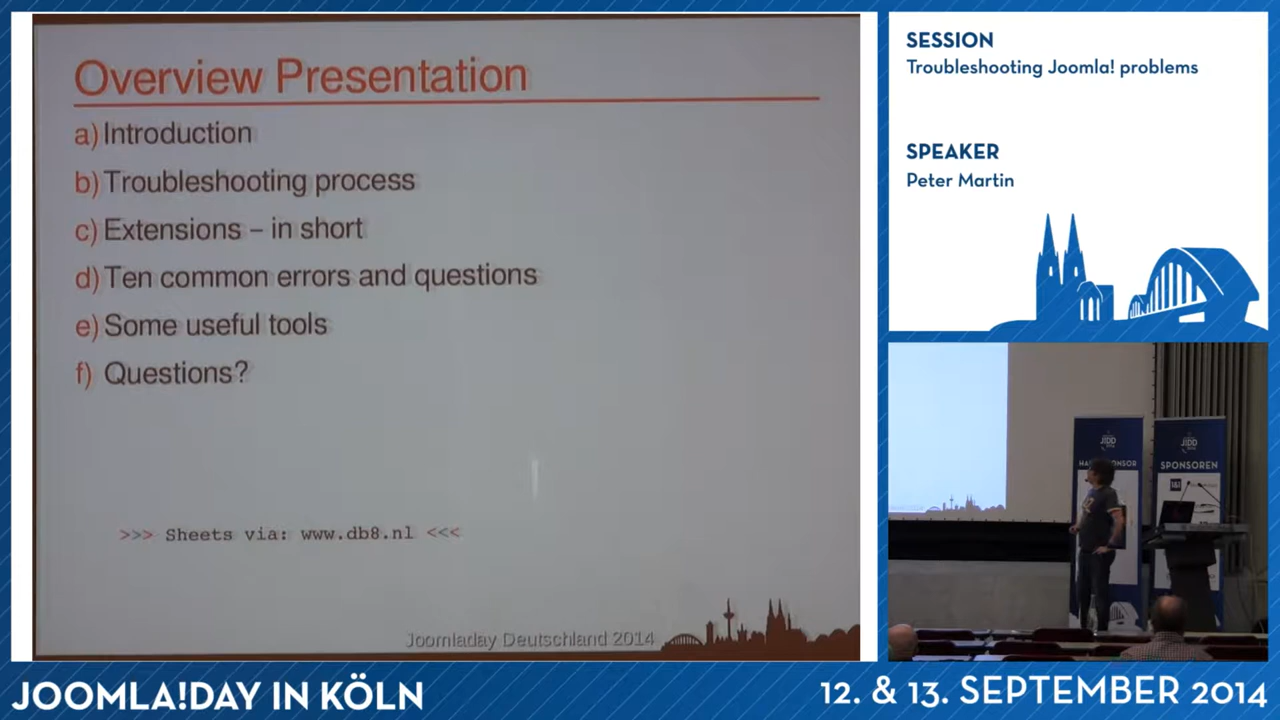 Overview Presentation
a) Introduction
b) Troubleshooting process
c) Extensions – in short
d) Ten common errors and questions
e) Some useful tools
f) Questions?
>>> Sheets via: www.db8.nl <<<
Joomladay Deutschland 2014
SESSION
Troubleshooting Joomla! problems
SPEAKER
Peter Martin
JDD
JDD
SPONSOREN
JOOMLA!DAY IN KÖLN
12. & 13. SEPTEMBER 2014